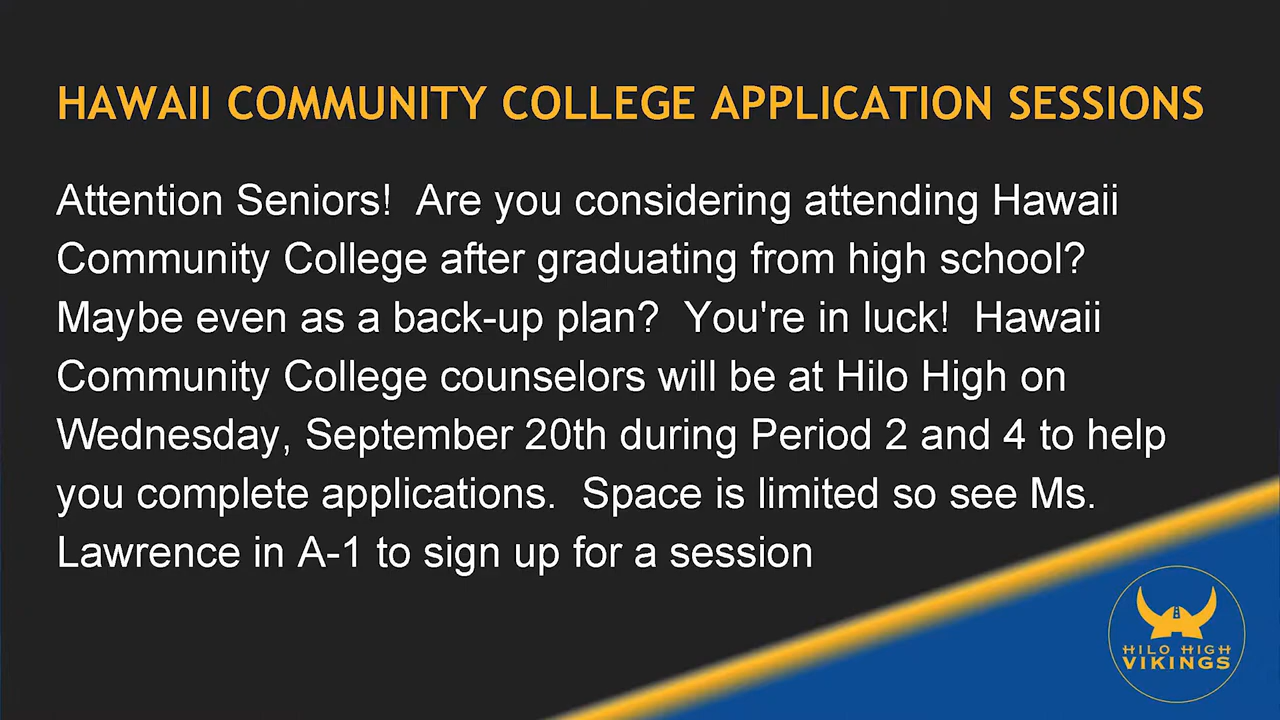 HAWAII COMMUNITY COLLEGE APPLICATION SESSIONS
Attention Seniors!  Are you considering attending Hawaii
Community College after graduating from high school?
Maybe even as a back-up plan?  You're in luck!  Hawaii
Community College counselors will be at Hilo High on
Wednesday, September 20th during Period 2 and 4 to help
you complete applications.  Space is limited so see Ms.
Lawrence in A-1 to sign up for a session
HILO HIGH
VIKINGS